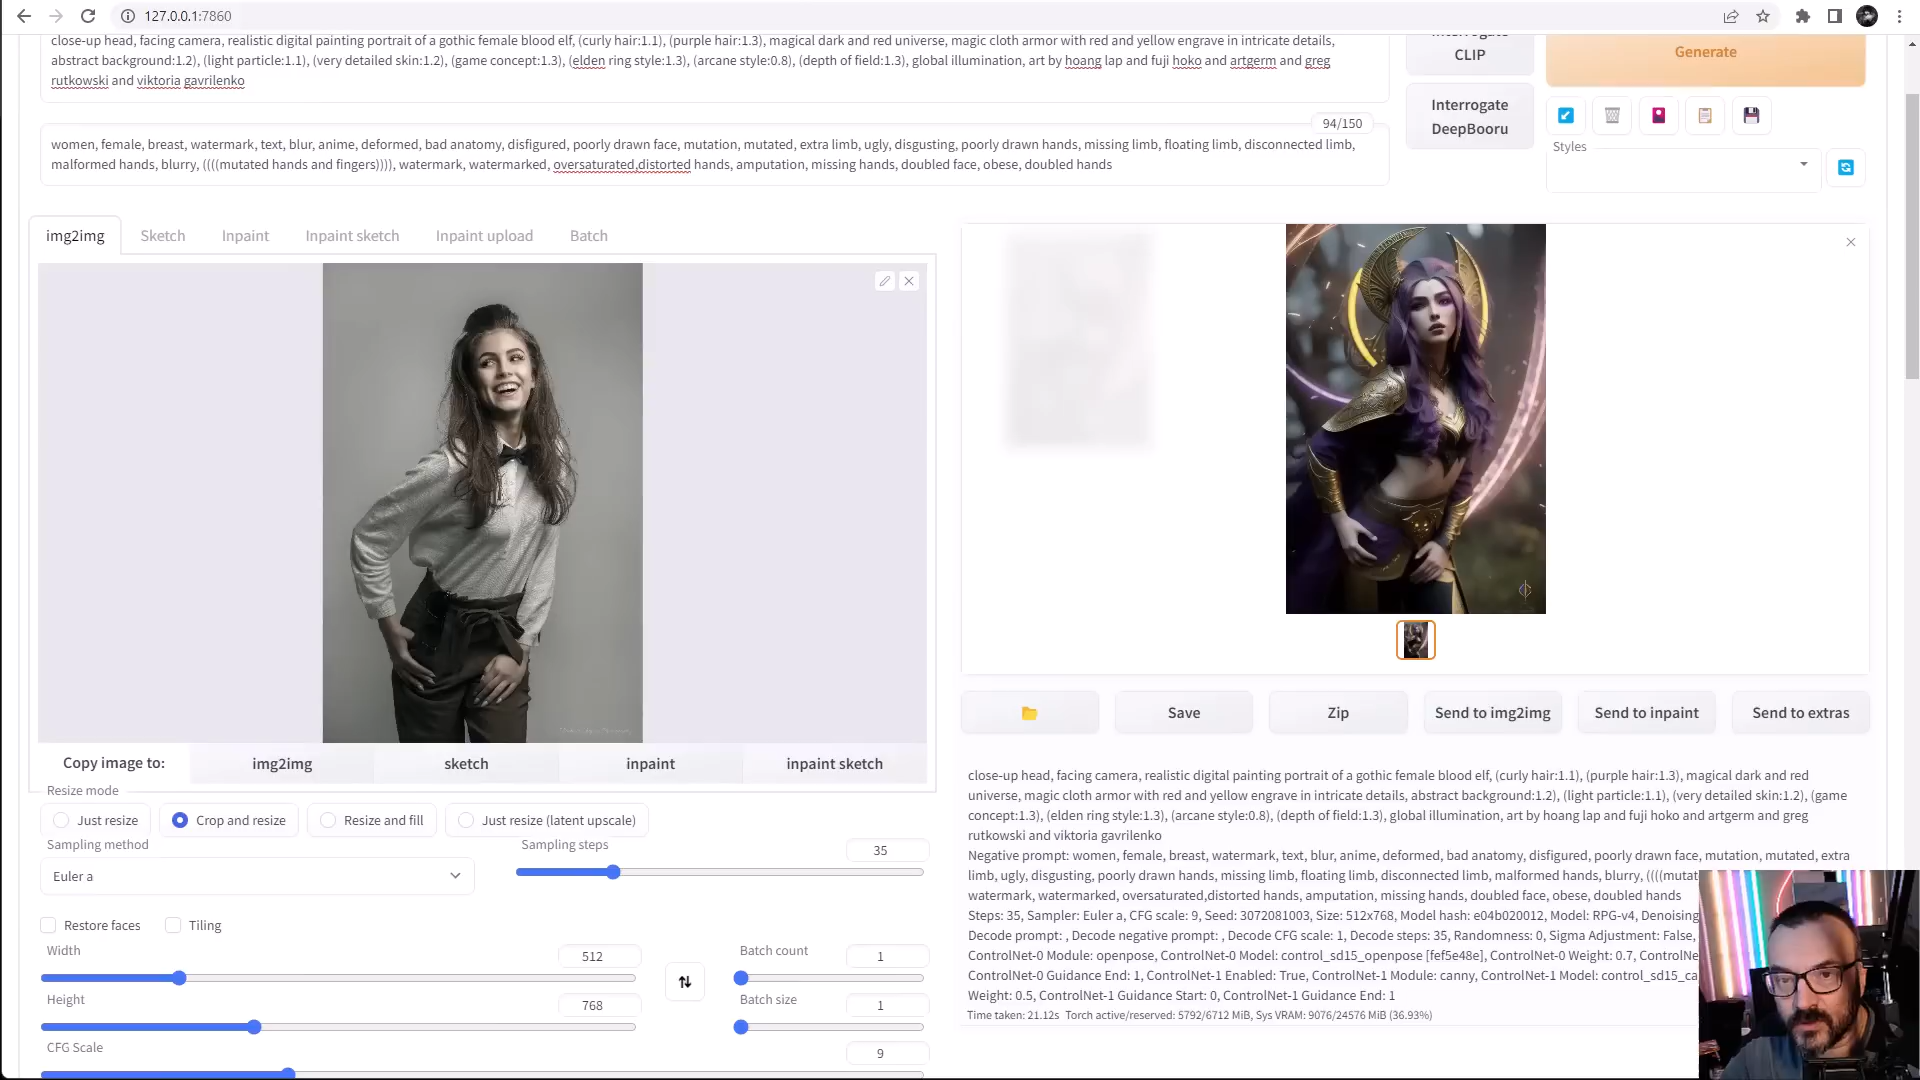 127.0.0.1:7860
close-up head, facing camera, realistic digital painting portrait of a gothic female blood elf, (curly hair:1.1), (purple hair:1.3), magical dark and red universe, magic cloth armor with red and yellow engrave in intricate details,
abstract background:1.2), (light particle:1.1), (very detailed skin:1.2), (game concept:1.3), (elden ring style:1.3), (arcane style:0.8), (depth of field:1.3), global illumination, art by hoang lap and fuji hoko and artgerm and greg
rutkowski and viktoria gavrilenko
Interrogate
CLIP
Generate
Interrogate
DeepBooru
94/150
women, female, breast, watermark, text, blur, anime, deformed, bad anatomy, disfigured, poorly drawn face, mutation, mutated, extra limb, ugly, disgusting, poorly drawn hands, missing limb, floating limb, disconnected limb,
malformed hands, blurry, ((((mutated hands and fingers)))), watermark, watermarked, oversaturated,distorted hands, amputation, missing hands, doubled face, obese, doubled hands
Styles
img2img
Sketch
Inpaint
Inpaint sketch
Inpaint upload
Batch
Copy image to:
img2img
sketch
inpaint
inpaint sketch
Resize mode
Just resize
Crop and resize
Resize and fill
Just resize (latent upscale)
Sampling method
Euler a
Sampling steps
35
Restore faces
Tiling
Width
512
Height
768
Batch count
1
Batch size
1
CFG Scale
9
Save
Zip
Send to img2img
Send to inpaint
Send to extras
close-up head, facing camera, realistic digital painting portrait of a gothic female blood elf, (curly hair:1.1), (purple hair:1.3), magical dark and red
universe, magic cloth armor with red and yellow engrave in intricate details, abstract background:1.2), (light particle:1.1), (very detailed skin:1.2), (game
concept:1.3), (elden ring style:1.3), (arcane style:0.8), (depth of field:1.3), global illumination, art by hoang lap and fuji hoko and artgerm and greg
rutkowski and viktoria gavrilenko
Negative prompt: women, female, breast, watermark, text, blur, anime, deformed, bad anatomy, disfigured, poorly drawn face, mutation, mutated, extra
limb, ugly, disgusting, poorly drawn hands, missing limb, floating limb, disconnected limb, malformed hands, blurry, ((((mutat
watermark, watermarked, oversaturated,distorted hands, amputation, missing hands, doubled face, obese, doubled hands
Steps: 35, Sampler: Euler a, CFG scale: 9, Seed: 3072081003, Size: 512x768, Model hash: e04b020012, Model: RPG-v4, Denoising
Decode prompt: , Decode negative prompt: , Decode CFG scale: 1, Decode steps: 35, Randomness: 0, Sigma Adjustment: False,
ControlNet-0 Module: openpose, ControlNet-0 Model: control_sd15_openpose [fef5e48e], ControlNet-0 Weight: 0.7, ControlNe
ControlNet-0 Guidance End: 1, ControlNet-1 Enabled: True, ControlNet-1 Module: canny, ControlNet-1 Model: control_sd15_ca
Weight: 0.5, ControlNet-1 Guidance Start: 0, ControlNet-1 Guidance End: 1
Time taken: 21.12s Torch active/reserved: 5792/6712 MiB, Sys VRAM: 9076/24576 MiB (36.93%)